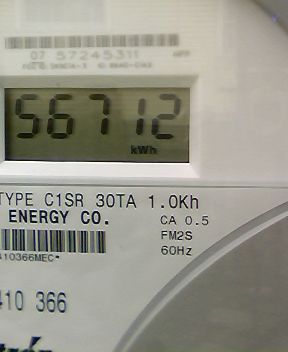 07 57245311
56712
kWh
TYPE C1SR 30TA 1.0Kh
ENERGY CO. CA 0.5
FM2S
60Hz
410366MEC*
410 366